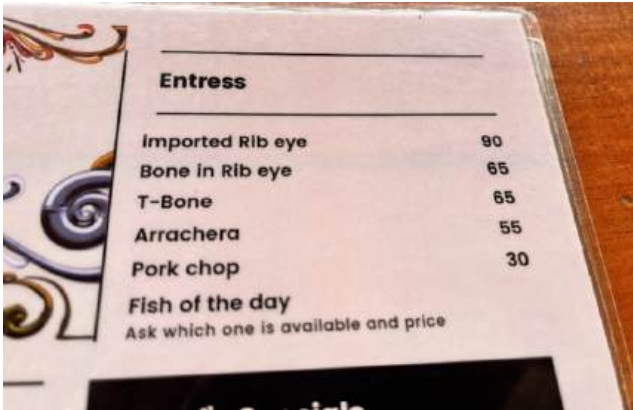 Entress
imported Rib eye 90
Bone in Rib eye 65
T-Bone 65
Arrachera 55
Pork chop 30
Fish of the day
Ask which one is available and price
Specials